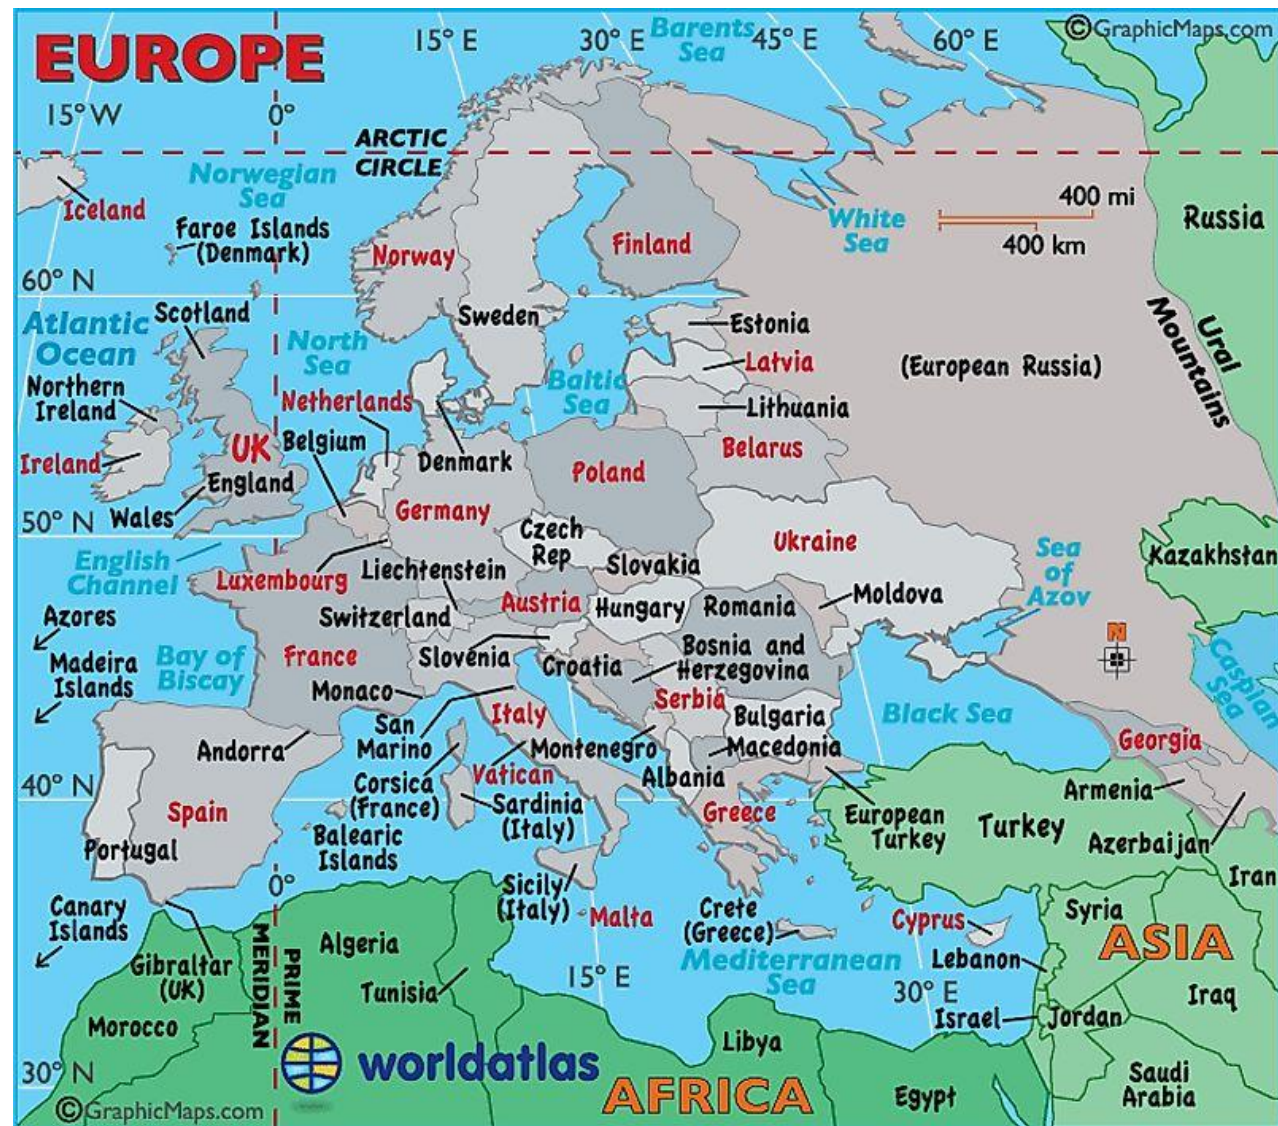 EUROPE
15° E
30° E
Barents
Sea
45° E
60° E
©GraphicMaps.com
15° W
0°
ARCTIC
CIRCLE
Norwegian
Sea
Iceland
Faroe Islands
(Denmark)
Norway
Finland
White
Sea
400 mi
400 km
Russia
60° N
Scotland
Atlantic
Ocean
North
Sea
Sweden
Estonia
Latvia
(European Russia)
Ural
Mountains
Northern
Ireland
Netherlands
Baltic
Sea
Lithuania
Ireland
UK
Belgium
Denmark
Poland
Belarus
England
Wales
50° N
Germany
Czech
Rep
Ukraine
Sea
of
Azov
Kazakhstan
English
Channel
Luxembourg
Liechtenstein
Slovakia
Azores
Switzerland
Austria
Hungary
Romania
Moldova
Madeira
Islands
Bay of
Biscay
France
Slovenia
Croatia
Bosnia and
Herzegovina
N
Caspian
Sea
Monaco
San
Marino
Italy
Serbia
Bulgaria
Black Sea
Georgia
Andorra
Montenegro
Macedonia
40° N
Corsica
(France)
Vatican
Albania
Armenia
Spain
Sardinia
(Italy)
Greece
European
Turkey
Turkey
Azerbaijan
Portugal
Balearic
Islands
0°
Sicily
(Italy)
Iran
Canary
Islands
Malta
Crete
(Greece)
Cyprus
Syria
ASIA
Gibraltar
(UK)
MERIDIAN
PRIME
Algeria
Tunisia
15° E
Mediterranean
Sea
Lebanon
30° E
Iraq
Morocco
Israel
Jordan
Libya
30° N
worldatlas
AFRICA
Egypt
Saudi
Arabia
©GraphicMaps.com